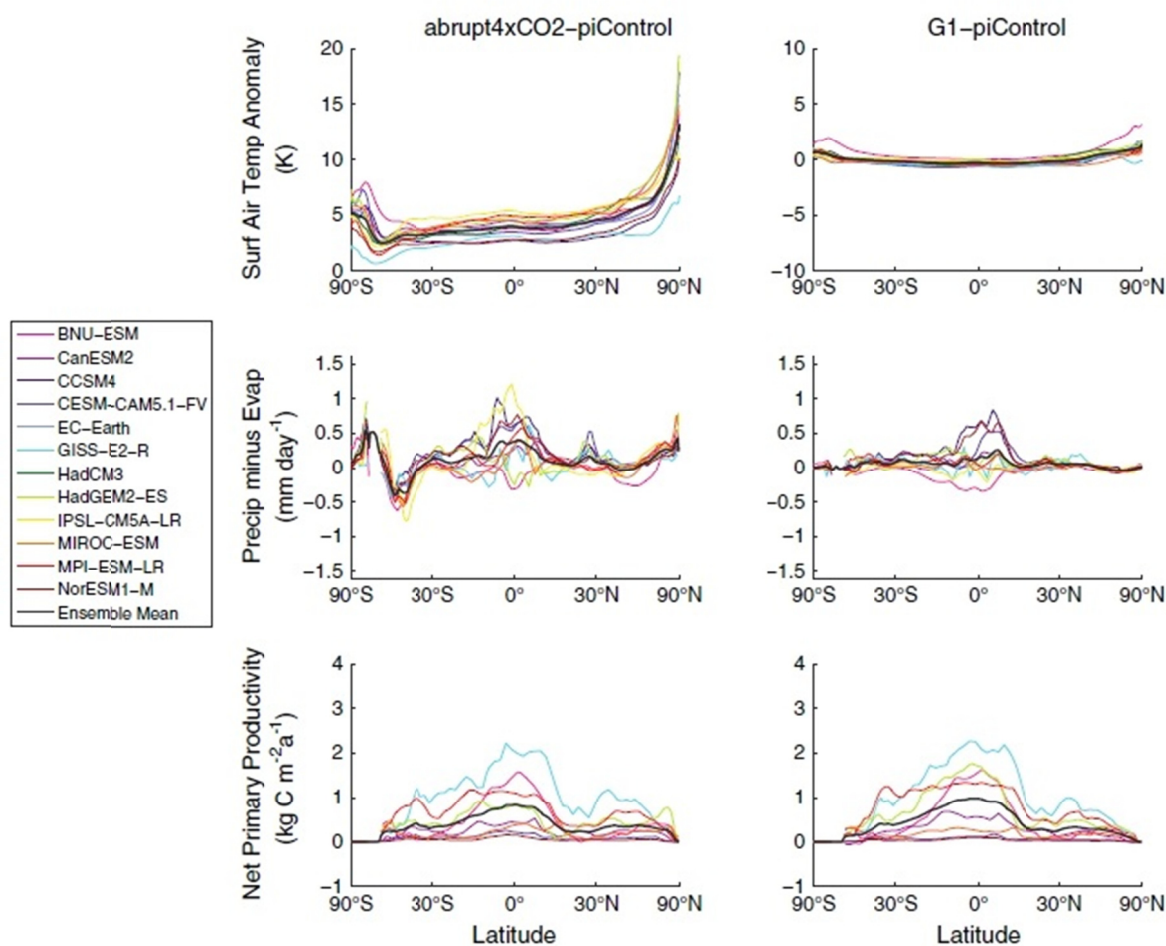 abrupt4xCO2−piControl
G1−piControl
Surf Air Temp Anomaly
(K)
20
15
10
5
0
90°S 30°S 0° 30°N 90°N
10
5
0
−5
−10
90°S 30°S 0° 30°N 90°N
BNU−ESM
CanESM2
CCSM4
CESM−CAM5.1−FV
EC−Earth
GISS−E2−R
HadCM3
HadGEM2−ES
IPSL−CM5A−LR
MIROC−ESM
MPI−ESM−LR
NorESM1−M
Ensemble Mean
Precip minus Evap
(mm day⁻¹)
1.5
1
0.5
0
−0.5
−1
−1.5
90°S 30°S 0° 30°N 90°N
1.5
1
0.5
0
−0.5
−1
−1.5
90°S 30°S 0° 30°N 90°N
Net Primary Productivity
(kg C m⁻²a⁻¹)
4
3
2
1
0
−1
90°S 30°S 0° 30°N 90°N
Latitude
4
3
2
1
0
−1
90°S 30°S 0° 30°N 90°N
Latitude